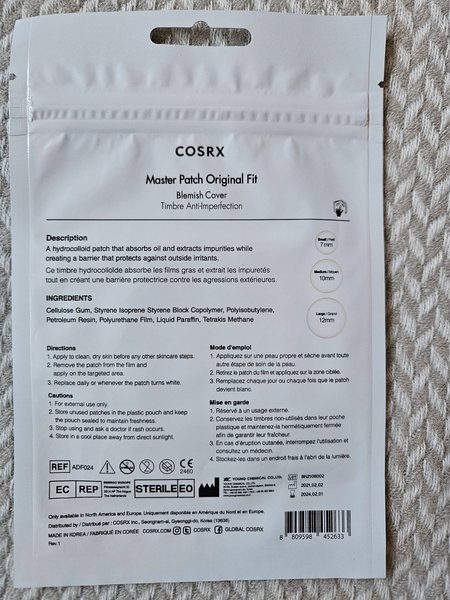 COSRX
Master Patch Original Fit
Blemish Cover
Timbre Anti-Imperfection
Description
A hydrocolloid patch that absorbs oil and extracts impurities while
creating a barrier that protects against outside irritants.
Ce timbre hydrocolloïde absorbe les films gras et extrait les impuretés
tout en créant une barrière protectrice contre les agressions extérieures.
Small / Petit
7mm
Medium / Moyen
10mm
Large / Grand
12mm
INGREDIENTS
Cellulose Gum, Styrene Isoprene Styrene Block Copolymer, Polyisobutylene,
Petroleum Resin, Polyurethane Film, Liquid Paraffin, Tetrakis Methane
Directions
1. Apply to clean, dry skin before any other skincare steps.
2. Remove the patch from the film and
apply on the targeted area.
3. Replace daily or whenever the patch turns white.
Cautions
1. For external use only.
2. Store unused patches in the plastic pouch and keep
the pouch sealed to maintain freshness.
3. Stop using and ask a doctor if rash occurs.
4. Store in a cool place away from direct sunlight.
Mode d'emploi
1. Appliquez sur une peau propre et sèche avant toute
autre étape de soin de la peau.
2. Retirez le patch du film et appliquez sur la zone ciblée.
3. Remplacez chaque jour ou chaque fois que le patch
devient blanc.
Mise en garde
1. Réservé à un usage externe.
2. Conservez les timbres non-utilisés dans leur poche
plastique et maintenez-la hermétiquement fermée
afin de garantir leur fraîcheur.
3. En cas d'éruption cutanée, interrompez l'utilisation et
consultez un médecin.
4. Stockez-les dans un endroit frais à l'abri de la lumière.
REF ADF024
2460
EC REP
EMERGO EUROPE
Prinsessegracht 20
2514 AP The Hague
The Netherlands
STERILE EO
YOUNG CHEMICAL CO.,LTD.
BN2109002
2021,02,02
2024,02,01
Only available in North America and Europe. Uniquement disponible en Amérique du Nord et en Europe.
Distributed by / Distribué par : COSRX Inc., Seongnam-si, Gyeonggi-do, Korea (13636)
MADE IN KOREA / FABRIQUÉ EN CORÉE COSRX.COM COSRX GLOBAL COSRX
Rev.1
8 809598 452633